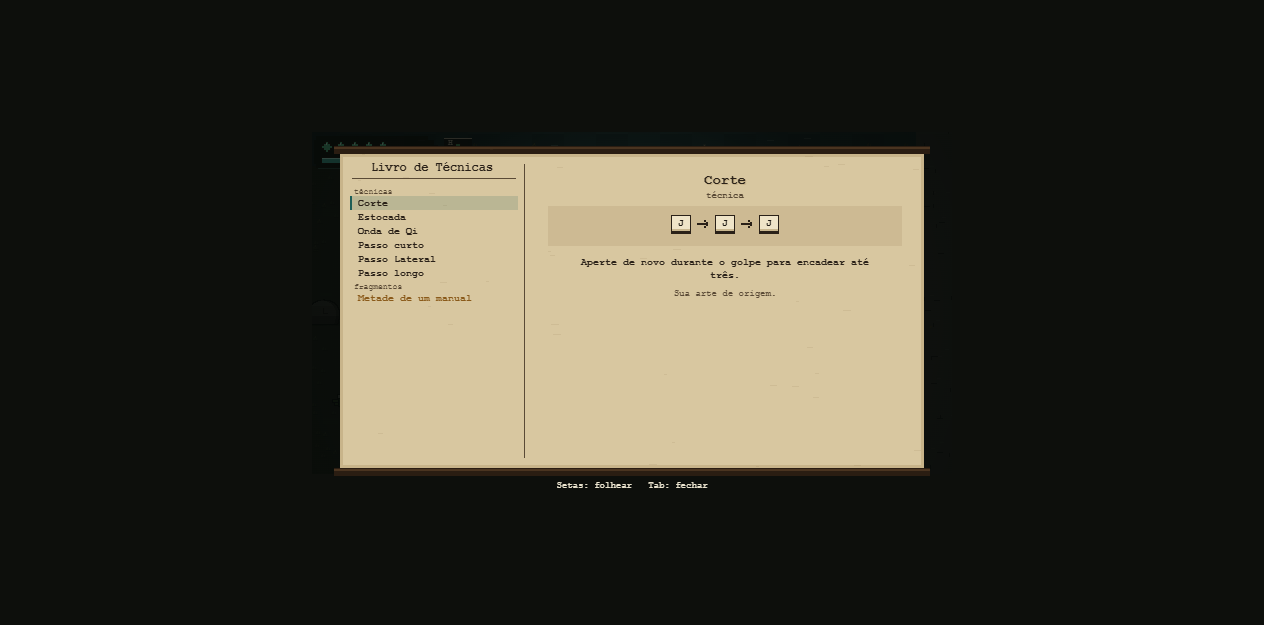 Livro de Técnicas
técnicas
Corte
Estocada
Onda de Qi
Passo curto
Passo Lateral
Passo longo
fragmentos
Metade de um manual
Corte
técnica
J → J → J
Aperte de novo durante o golpe para encadear até
três.
Sua arte de origem.
Setas: folhear Tab: fechar